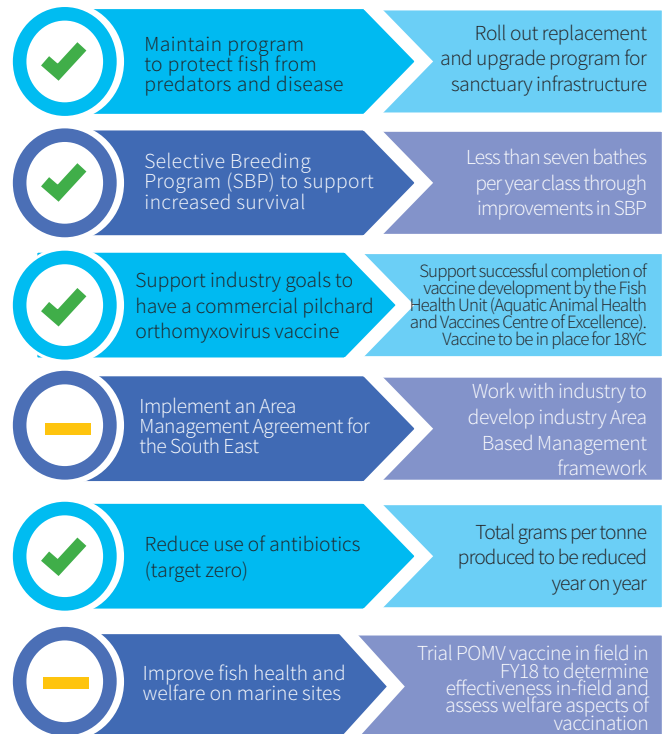 Maintain program
to protect fish from
predators and disease
Roll out replacement
and upgrade program for
sanctuary infrastructure
Selective Breeding
Program (SBP) to support
increased survival
Less than seven bathes
per year class through
improvements in SBP
Support industry goals to
have a commercial pilchard
orthomyxovirus vaccine
Support successful completion of
vaccine development by the Fish
Health Unit (Aquatic Animal Health
and Vaccines Centre of Excellence).
Vaccine to be in place for 18YC
Implement an Area
Management Agreement for
the South East
Work with industry to
develop industry Area
Based Management
framework
Reduce use of antibiotics
(target zero)
Total grams per tonne
produced to be reduced
year on year
Improve fish health and
welfare on marine sites
Trial POMV vaccine in field in
FY18 to determine
effectiveness in-field and
assess welfare aspects of
vaccination